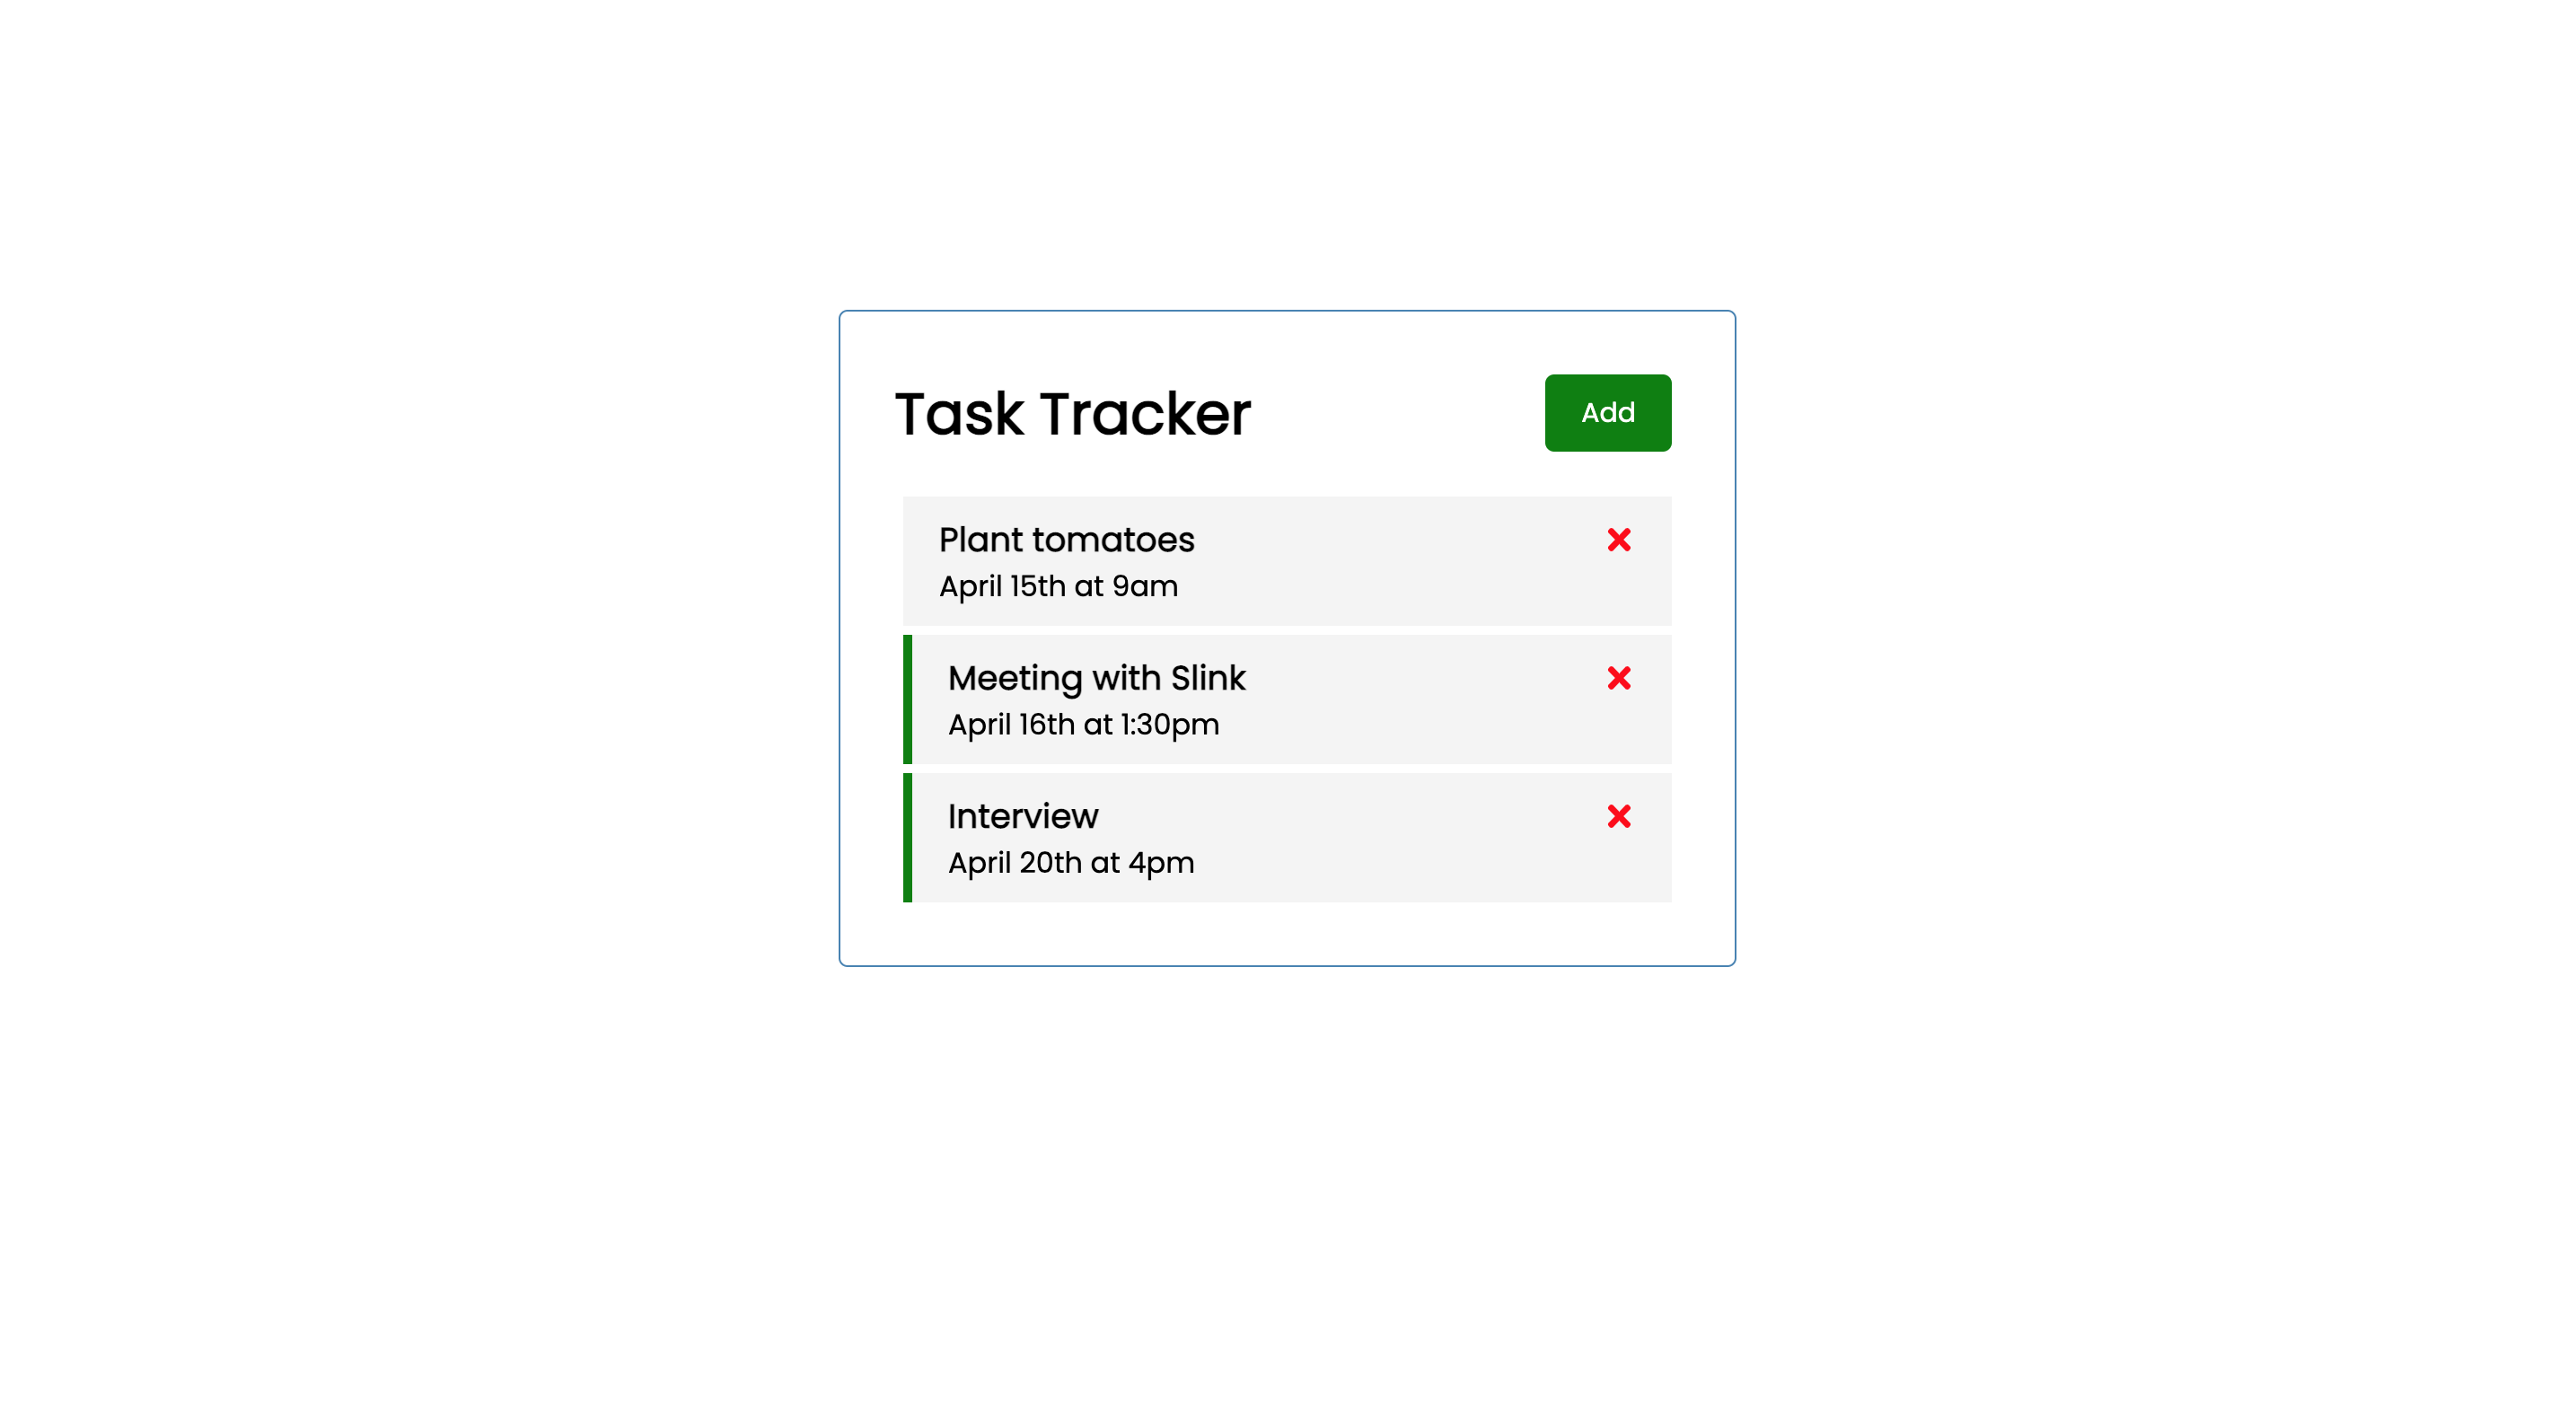 Task Tracker
Add
Plant tomatoes
April 15th at 9am
Meeting with Slink
April 16th at 1:30pm
Interview
April 20th at 4pm